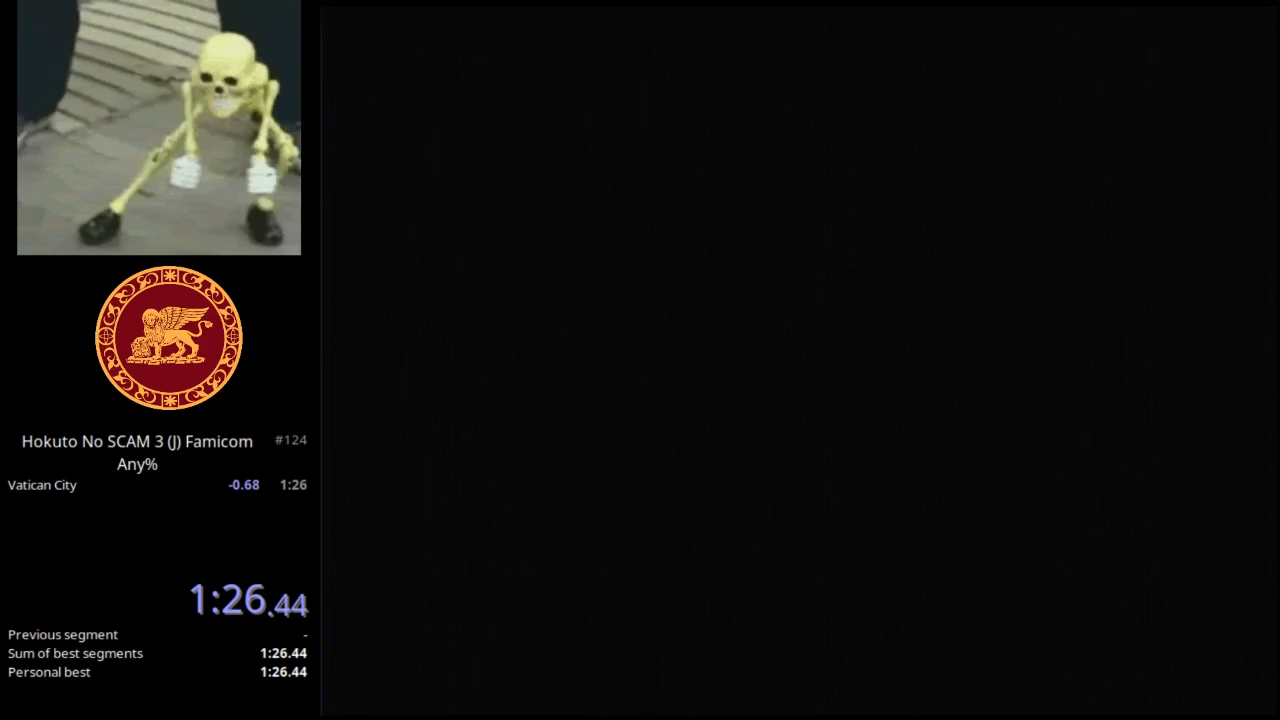 Hokuto No SCAM 3 (J) Famicom #124
Any%
Vatican City -0.68 1:26
1:26.44
Previous segment -
Sum of best segments 1:26.44
Personal best 1:26.44